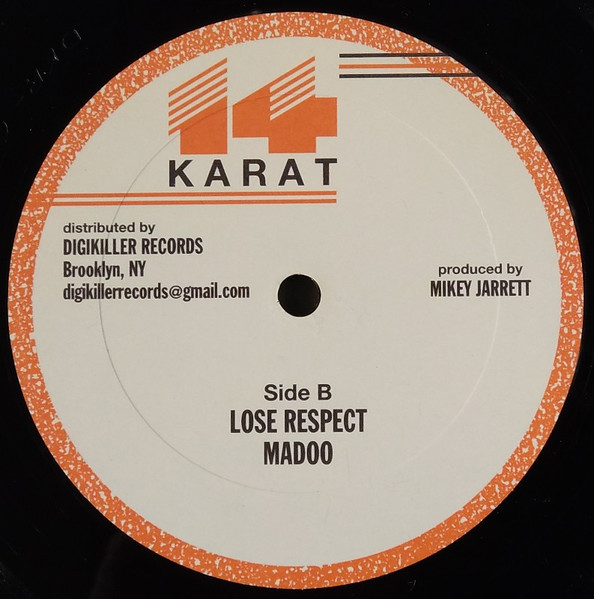 14
KARAT
distributed by
DIGIKILLER RECORDS
Brooklyn, NY
digikillerrecords@gmail.com
produced by
MIKEY JARRETT
Side B
LOSE RESPECT
MADOO